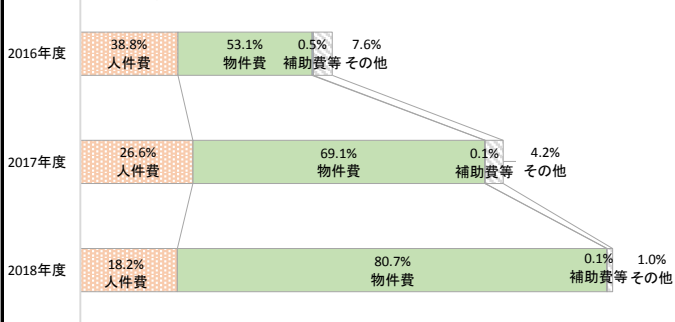 2016年度
38.8%
人件費
53.1%
物件費
0.5%
補助費等
7.6%
その他
2017年度
26.6%
人件費
69.1%
物件費
0.1%
補助費等
4.2%
その他
2018年度
18.2%
人件費
80.7%
物件費
0.1%
補助費等
1.0%
その他